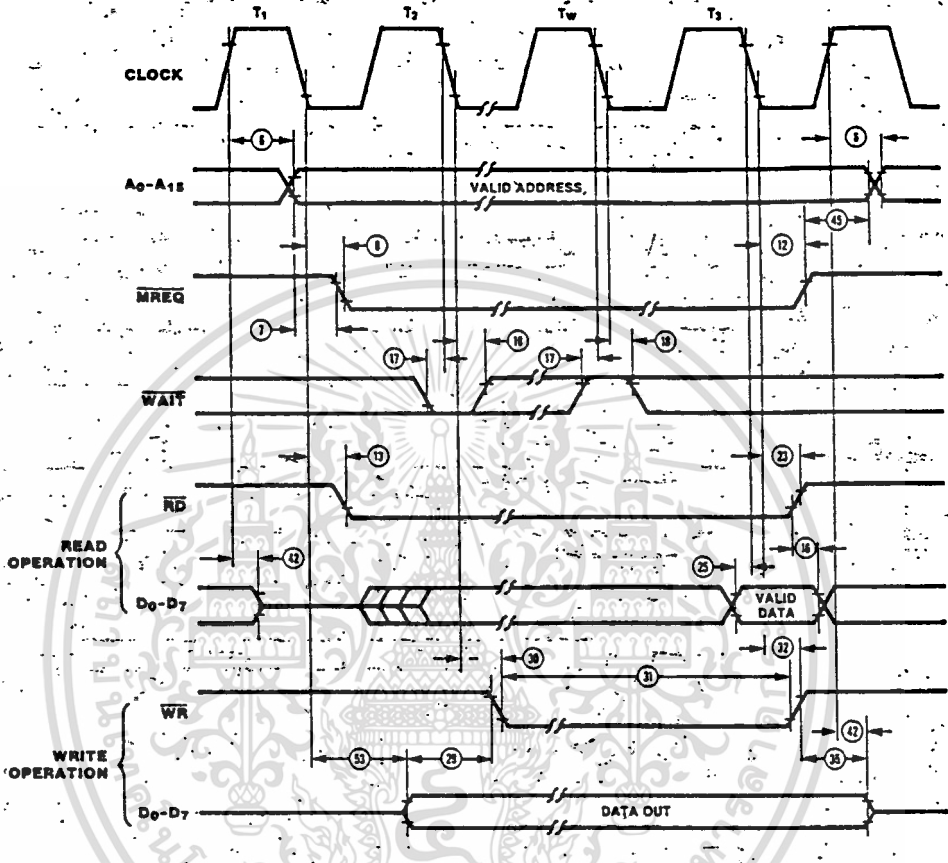 T1 T2 TW T3
CLOCK
6 6
A0-A15 VALID ADDRESS
45
8 12
MREQ
7
17 18 17 18
WAIT
13 23
RD
READ OPERATION
42 25 16
D0-D7 VALID DATA
32
30
31
WR
42
WRITE OPERATION
53 29 35
D0-D7 DATA OUT